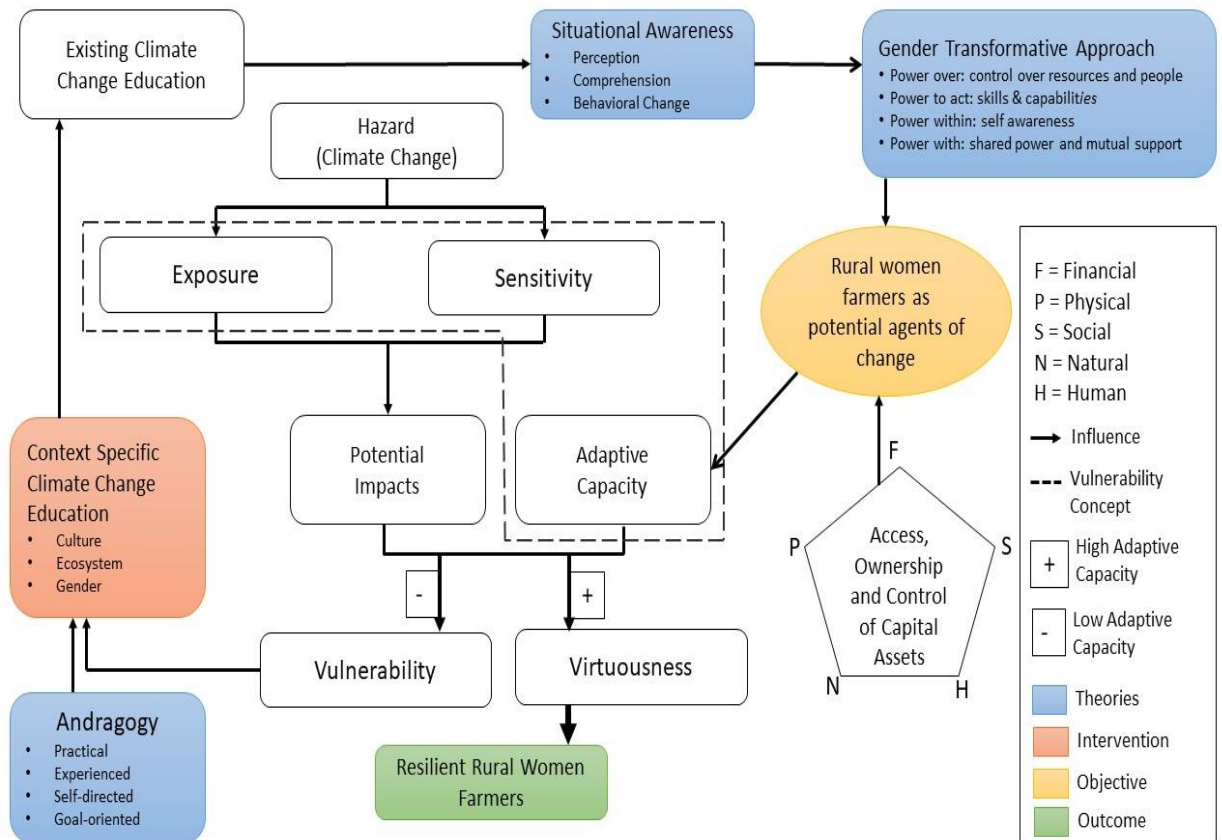 Existing Climate
Change Education
Situational Awareness
• Perception
• Comprehension
• Behavioral Change
Gender Transformative Approach
• Power over: control over resources and people
• Power to act: skills & capabilities
• Power within: self awareness
• Power with: shared power and mutual support
Hazard
(Climate Change)
Exposure
Sensitivity
Rural women
farmers as
potential agents of
change
Potential
Impacts
Adaptive
Capacity
Context Specific
Climate Change
Education
• Culture
• Ecosystem
• Gender
-
+
Vulnerability
Virtuousness
Andragogy
• Practical
• Experienced
• Self-directed
• Goal-oriented
Resilient Rural Women
Farmers
F
P
S
N
H
Access,
Ownership
and Control
of Capital
Assets
F = Financial
P = Physical
S = Social
N = Natural
H = Human
Influence
Vulnerability
Concept
+
High Adaptive
Capacity
-
Low Adaptive
Capacity
Theories
Intervention
Objective
Outcome